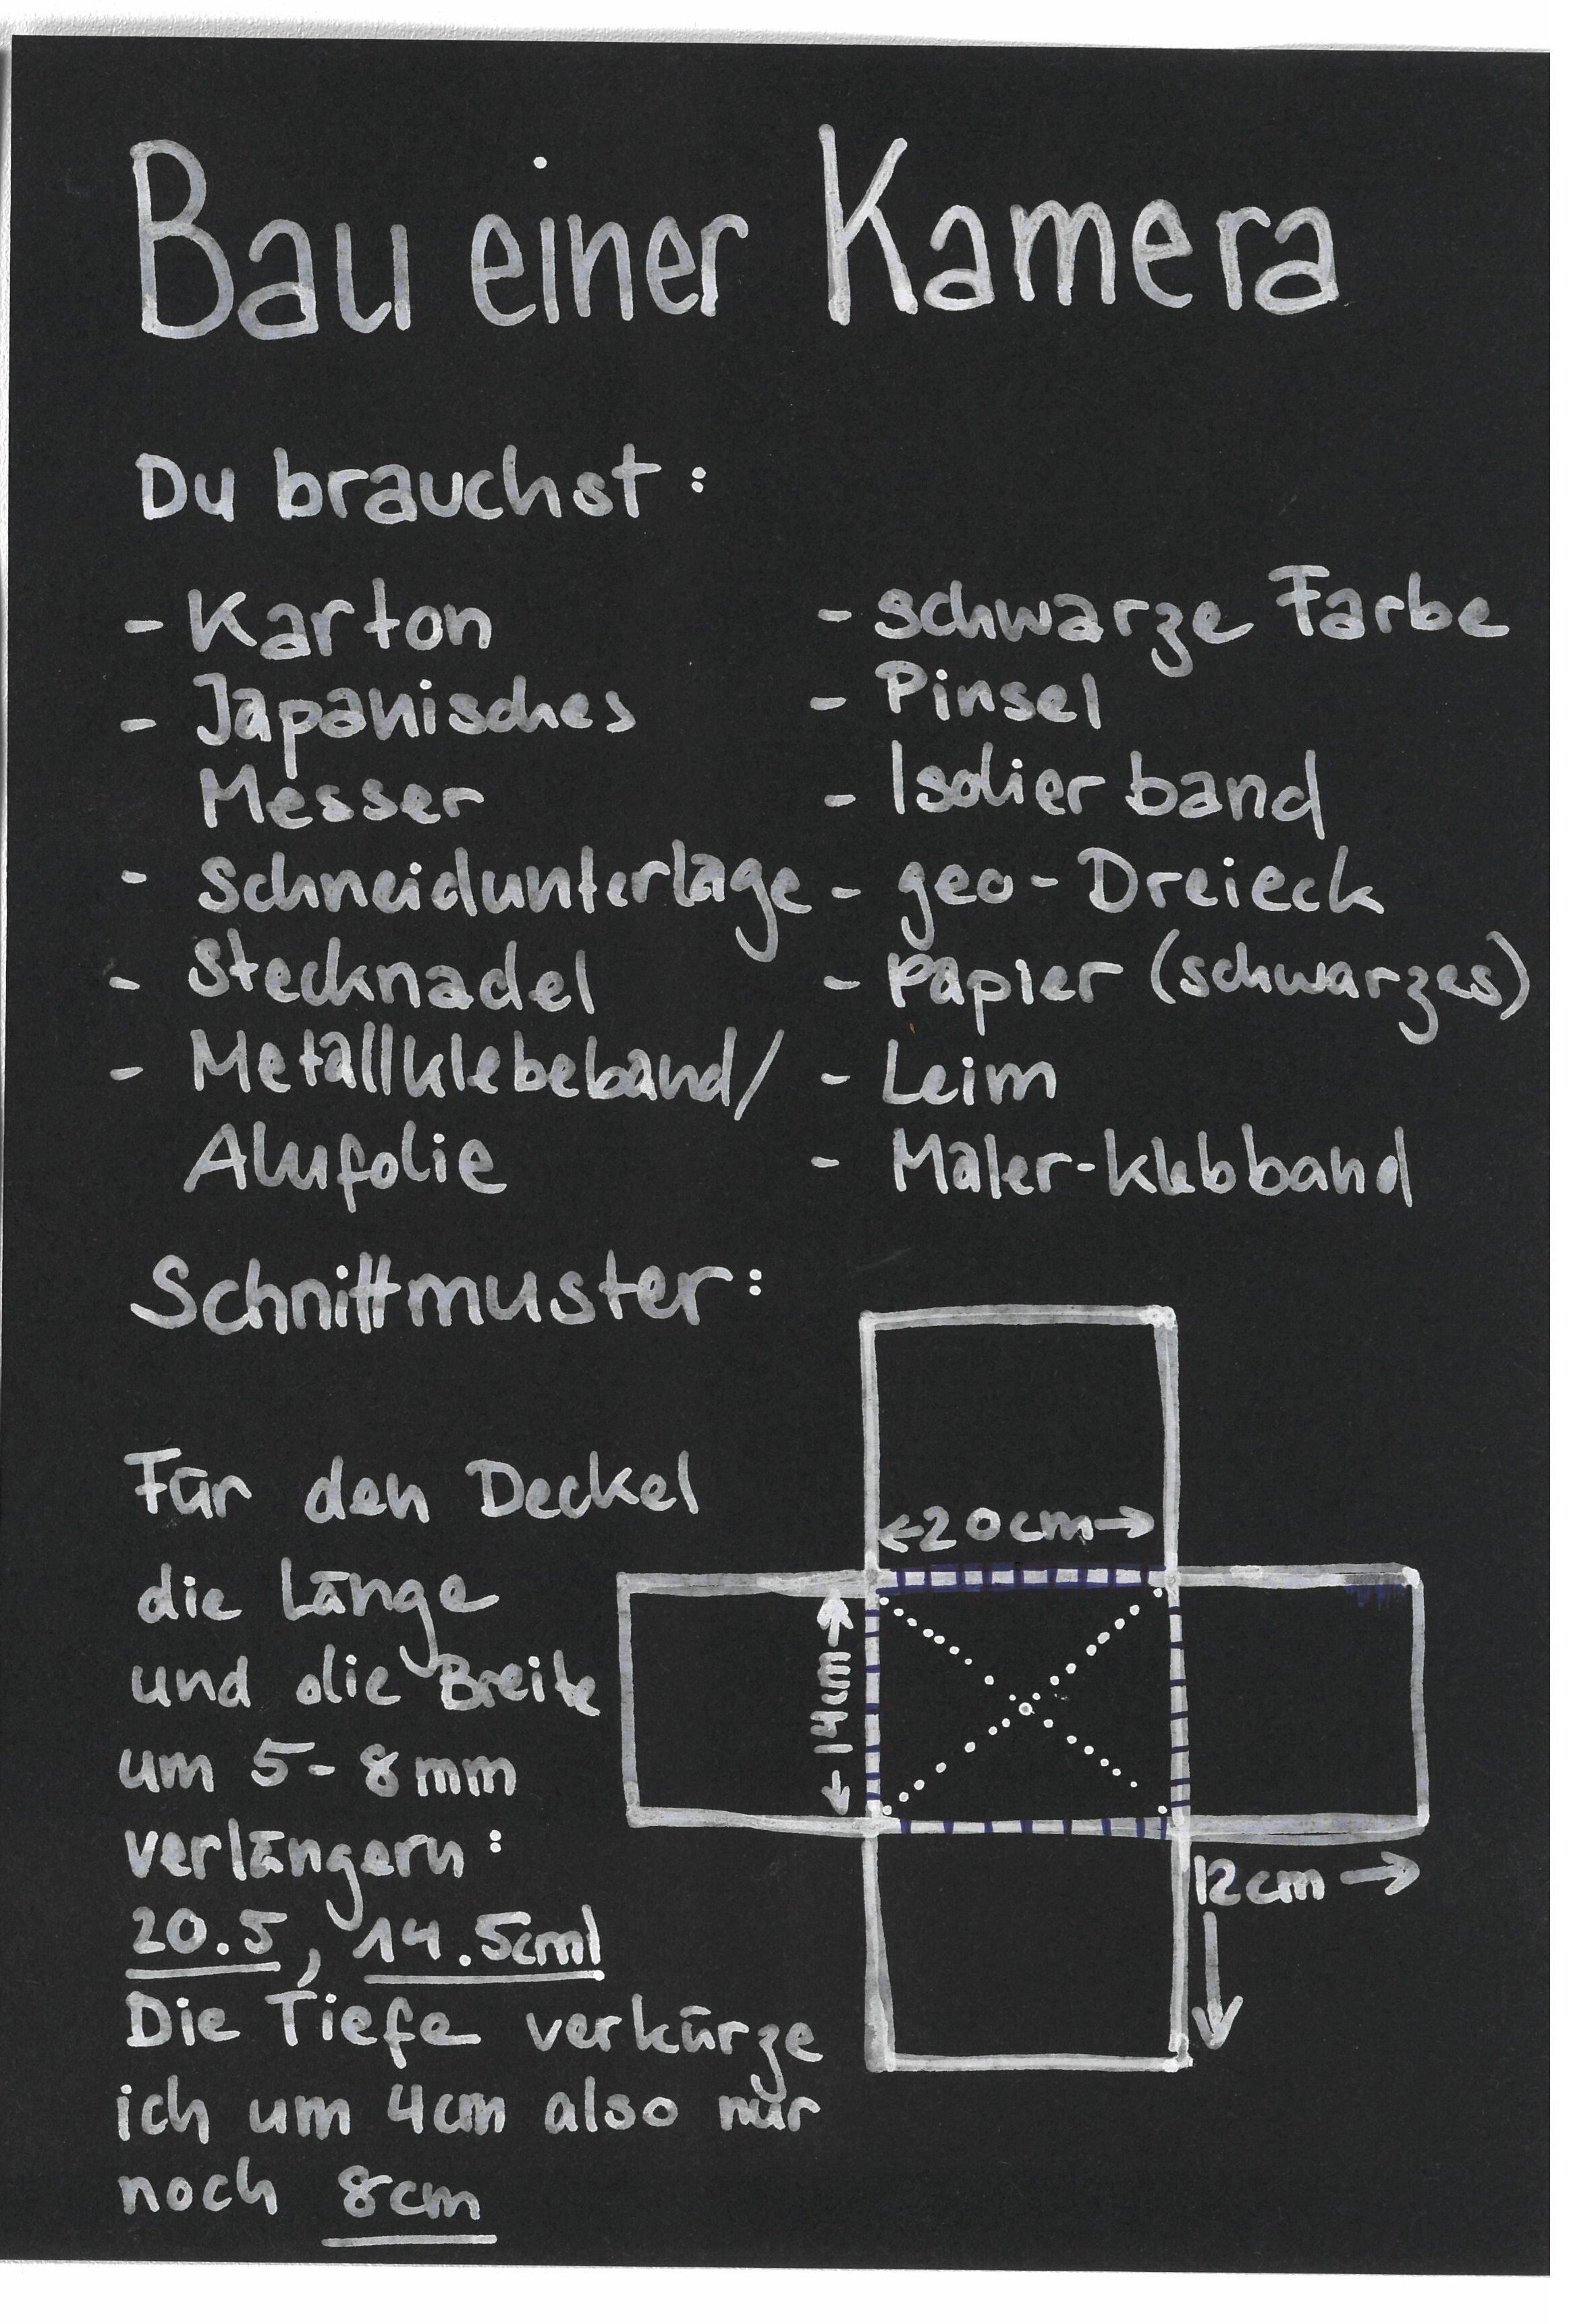 Bau einer Kamera
Du brauchst:
- Karton
- Japanisches
Messer
- Schneidunterlage
- Stecknadel
- Metallklebeband/
Alufolie
- schwarze Farbe
- Pinsel
- Isolierband
- geo-Dreieck
- Papier (schwarzes)
- Leim
- Maler-klebband
Schnittmuster:
Für den Deckel
die Länge
und die Breite
um 5-8mm
verlängern:
20.5, 14.5cm!
Die Tiefe verkürze
ich um 4cm also nur
noch 8cm
20cm
14cm
12cm